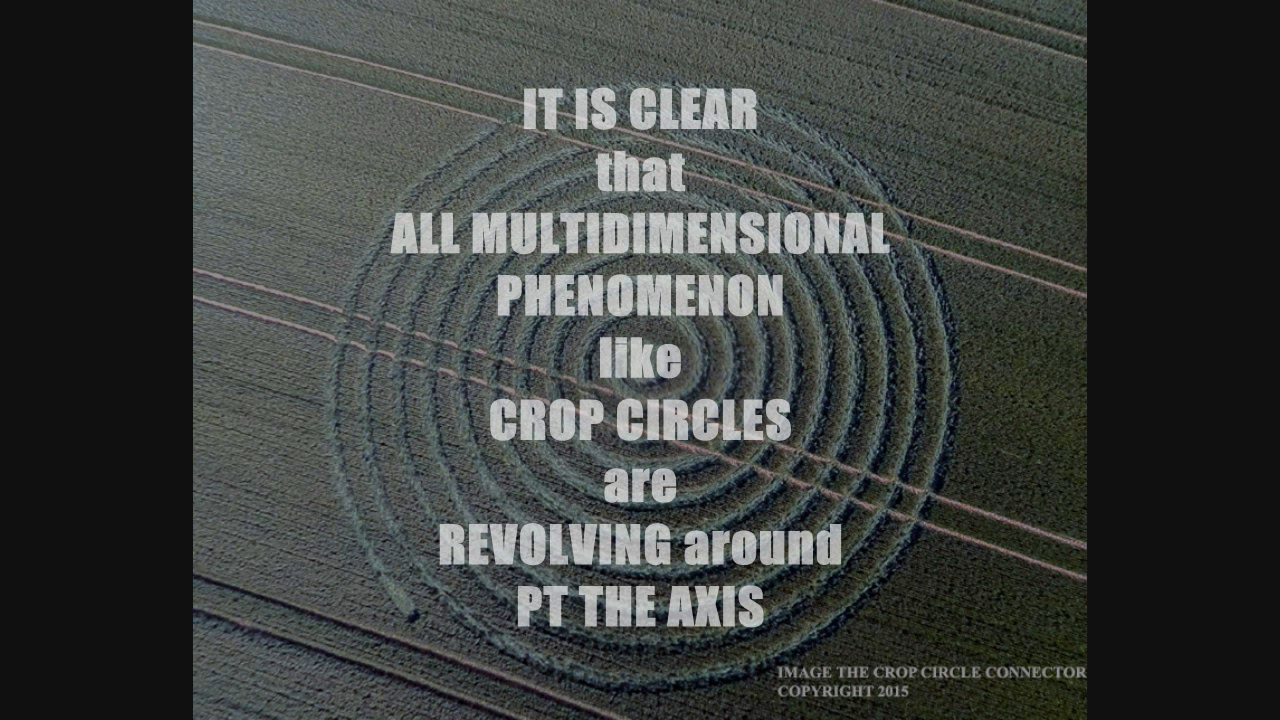 IT IS CLEAR
that
ALL MULTIDIMENSIONAL
PHENOMENON
like
CROP CIRCLES
are
REVOLVING around
PT THE AXIS
IMAGE THE CROP CIRCLE CONNECTOR
COPYRIGHT 2015